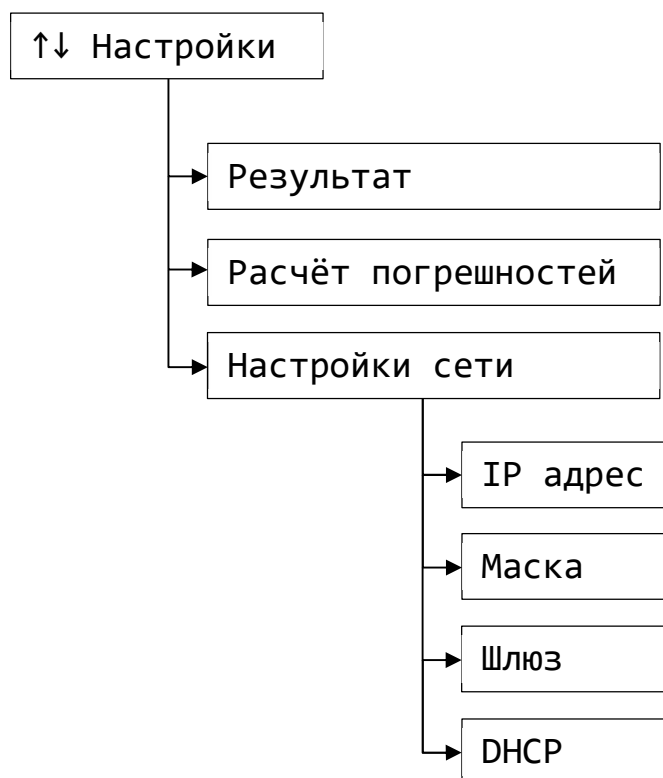 ↑↓ Настройки
Результат
Расчёт погрешностей
Настройки сети
IP адрес
Маска
Шлюз
DHCP